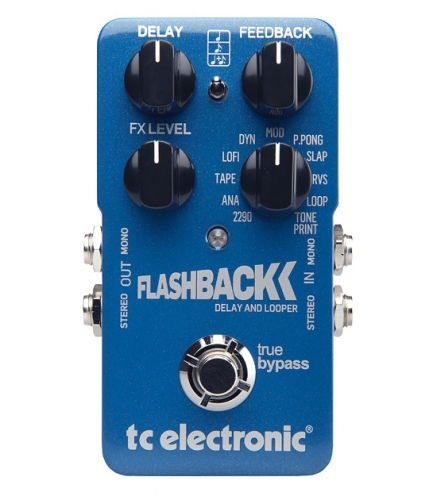 DELAY
FEEDBACK
FX LEVEL
MOD
DYN
P.PONG
LOFI
SLAP
TAPE
RVS
ANA
LOOP
2290
TONE
PRINT
STEREO OUT MONO
STEREO IN MONO
FLASHBACK
DELAY AND LOOPER
true
bypass
tc electronic®